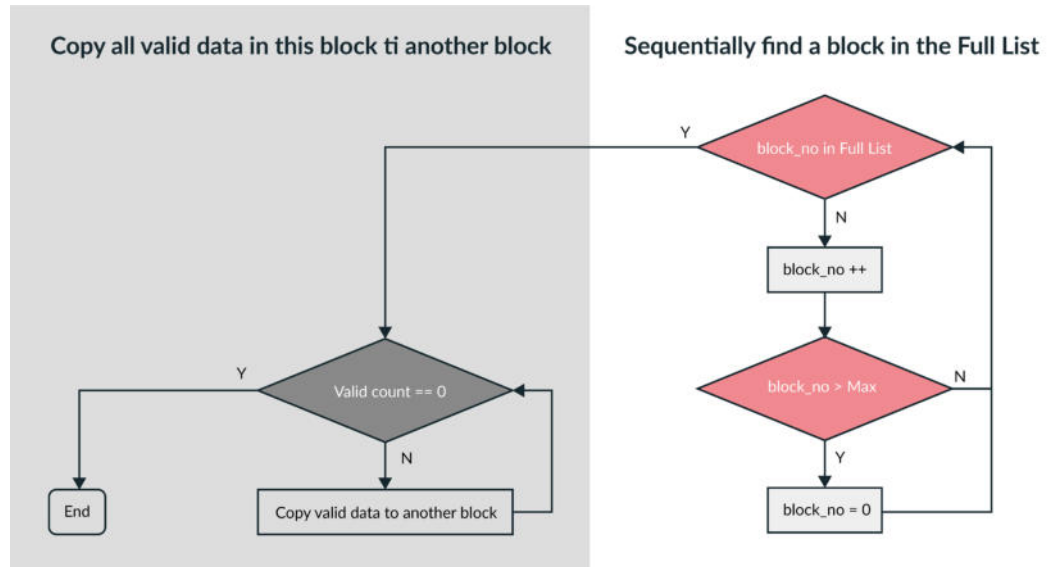 Copy all valid data in this block ti another block
Sequentially find a block in the Full List
Y
block_no in Full List
N
block_no ++
Y
Valid count == 0
block_no > Max
N
N
Y
End
Copy valid data to another block
block_no = 0